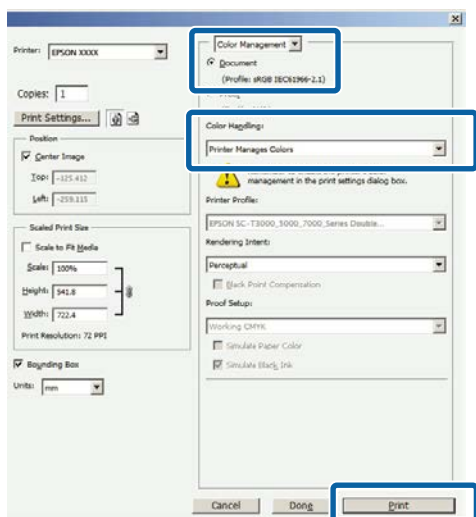 Printer: EPSON XXXX
Copies: 1
Print Settings...
Position
Center Image
Top: -125.412
Left: -259.115
Scaled Print Size
Scale to Fit Media
Scale: 100%
Height: 541.8
Width: 722.4
Print Resolution: 72 PPI
Bounding Box
Units: mm
Color Management
Document
(Profile: sRGB IEC61966-2.1)
Color Handling:
Printer Manages Colors
management in the print settings dialog box.
Printer Profile:
EPSON SC-T3000_5000_7000_Series Double...
Rendering Intent:
Perceptual
Black Point Compensation
Proof Setup:
Working CMYK
Simulate Paper Color
Simulate Black Ink
Cancel
Done
Print